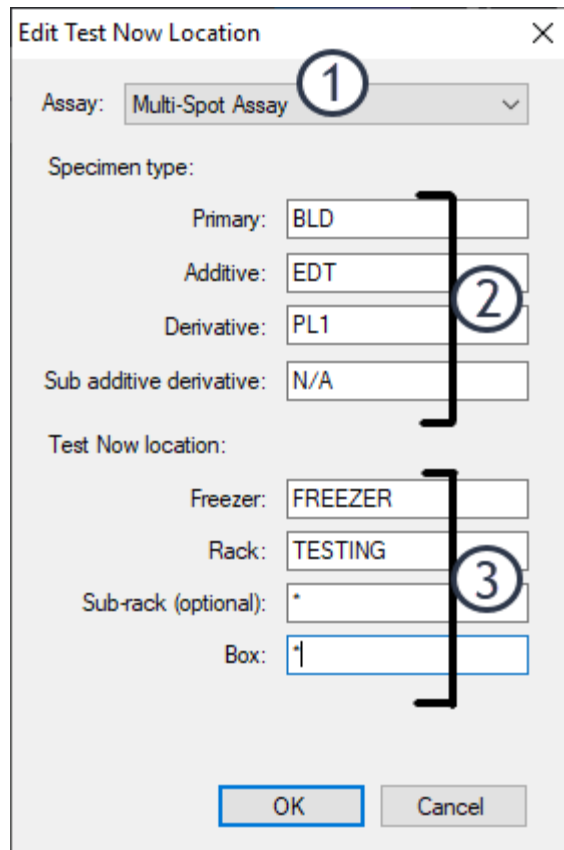 Edit Test Now Location
1
Assay: Multi-Spot Assay
Specimen type:
Primary: BLD
Additive: EDT
2
Derivative: PL1
Sub additive derivative: N/A
Test Now location:
Freezer: FREEZER
Rack: TESTING
3
Sub-rack (optional): *
Box: *
OK Cancel